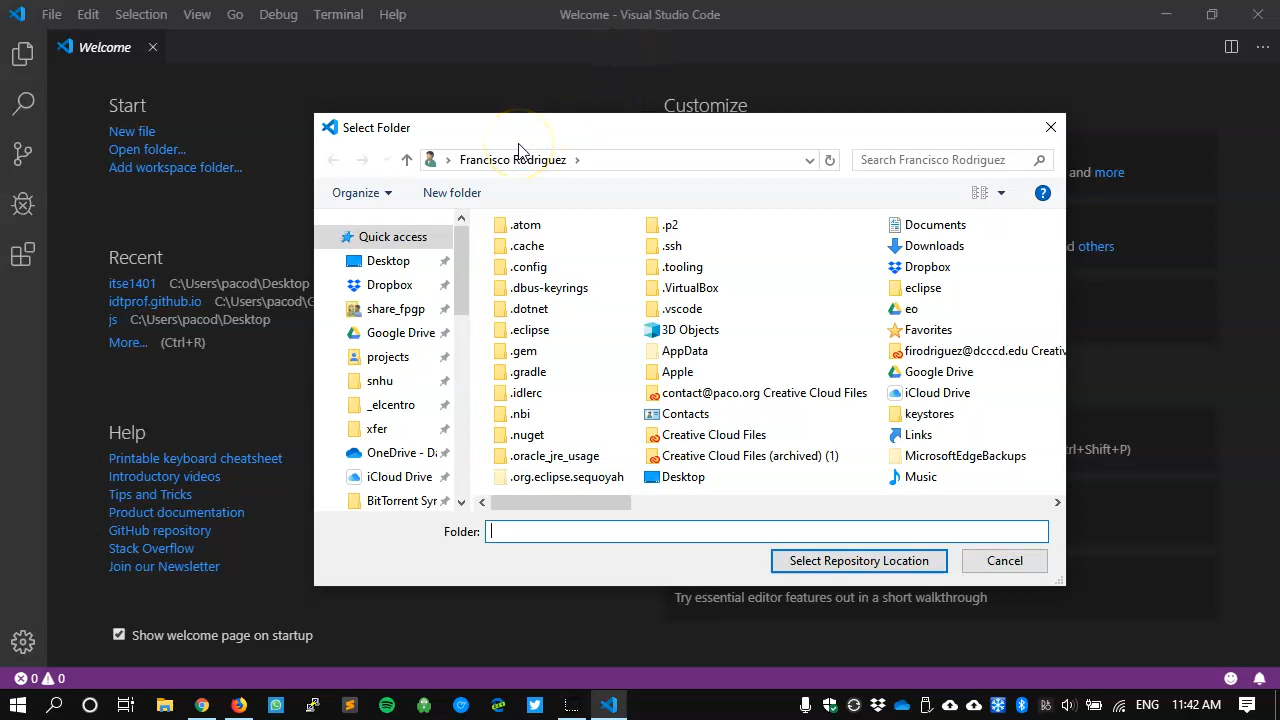 File Edit Selection View Go Debug Terminal Help Welcome - Visual Studio Code
Welcome
Start
New file
Open folder...
Add workspace folder...
Recent
itse1401 C:\Users\pacod\Desktop
idtprof.github.io C:\Users\pacod\G
js C:\Users\pacod\Desktop
More... (Ctrl+R)
Help
Printable keyboard cheatsheet
Introductory videos
Tips and Tricks
Product documentation
GitHub repository
Stack Overflow
Join our Newsletter
Show welcome page on startup
Customize
and more
d others
trl+Shift+P)
Try essential editor features out in a short walkthrough
Select Folder
Francisco Rodriguez
Search Francisco Rodriguez
Organize New folder
Quick access
Desktop
Dropbox
share_fpgp
Google Drive
projects
snhu
_elcentro
xfer
OneDrive - Da
iCloud Drive
BitTorrent Syr
.atom
.cache
.config
.dbus-keyrings
.dotnet
.eclipse
.gem
.gradle
.idlerc
.nbi
.nuget
.oracle_jre_usage
.org.eclipse.sequoyah
.p2
.ssh
.tooling
.VirtualBox
.vscode
3D Objects
AppData
Apple
contact@paco.org Creative Cloud Files
Contacts
Creative Cloud Files
Creative Cloud Files (archived) (1)
Desktop
Documents
Downloads
Dropbox
eclipse
eo
Favorites
firodriguez@dcccd.edu Creativ
Google Drive
iCloud Drive
keystores
Links
MicrosoftEdgeBackups
Music
Folder:
Select Repository Location Cancel
0 0
11:42 AM